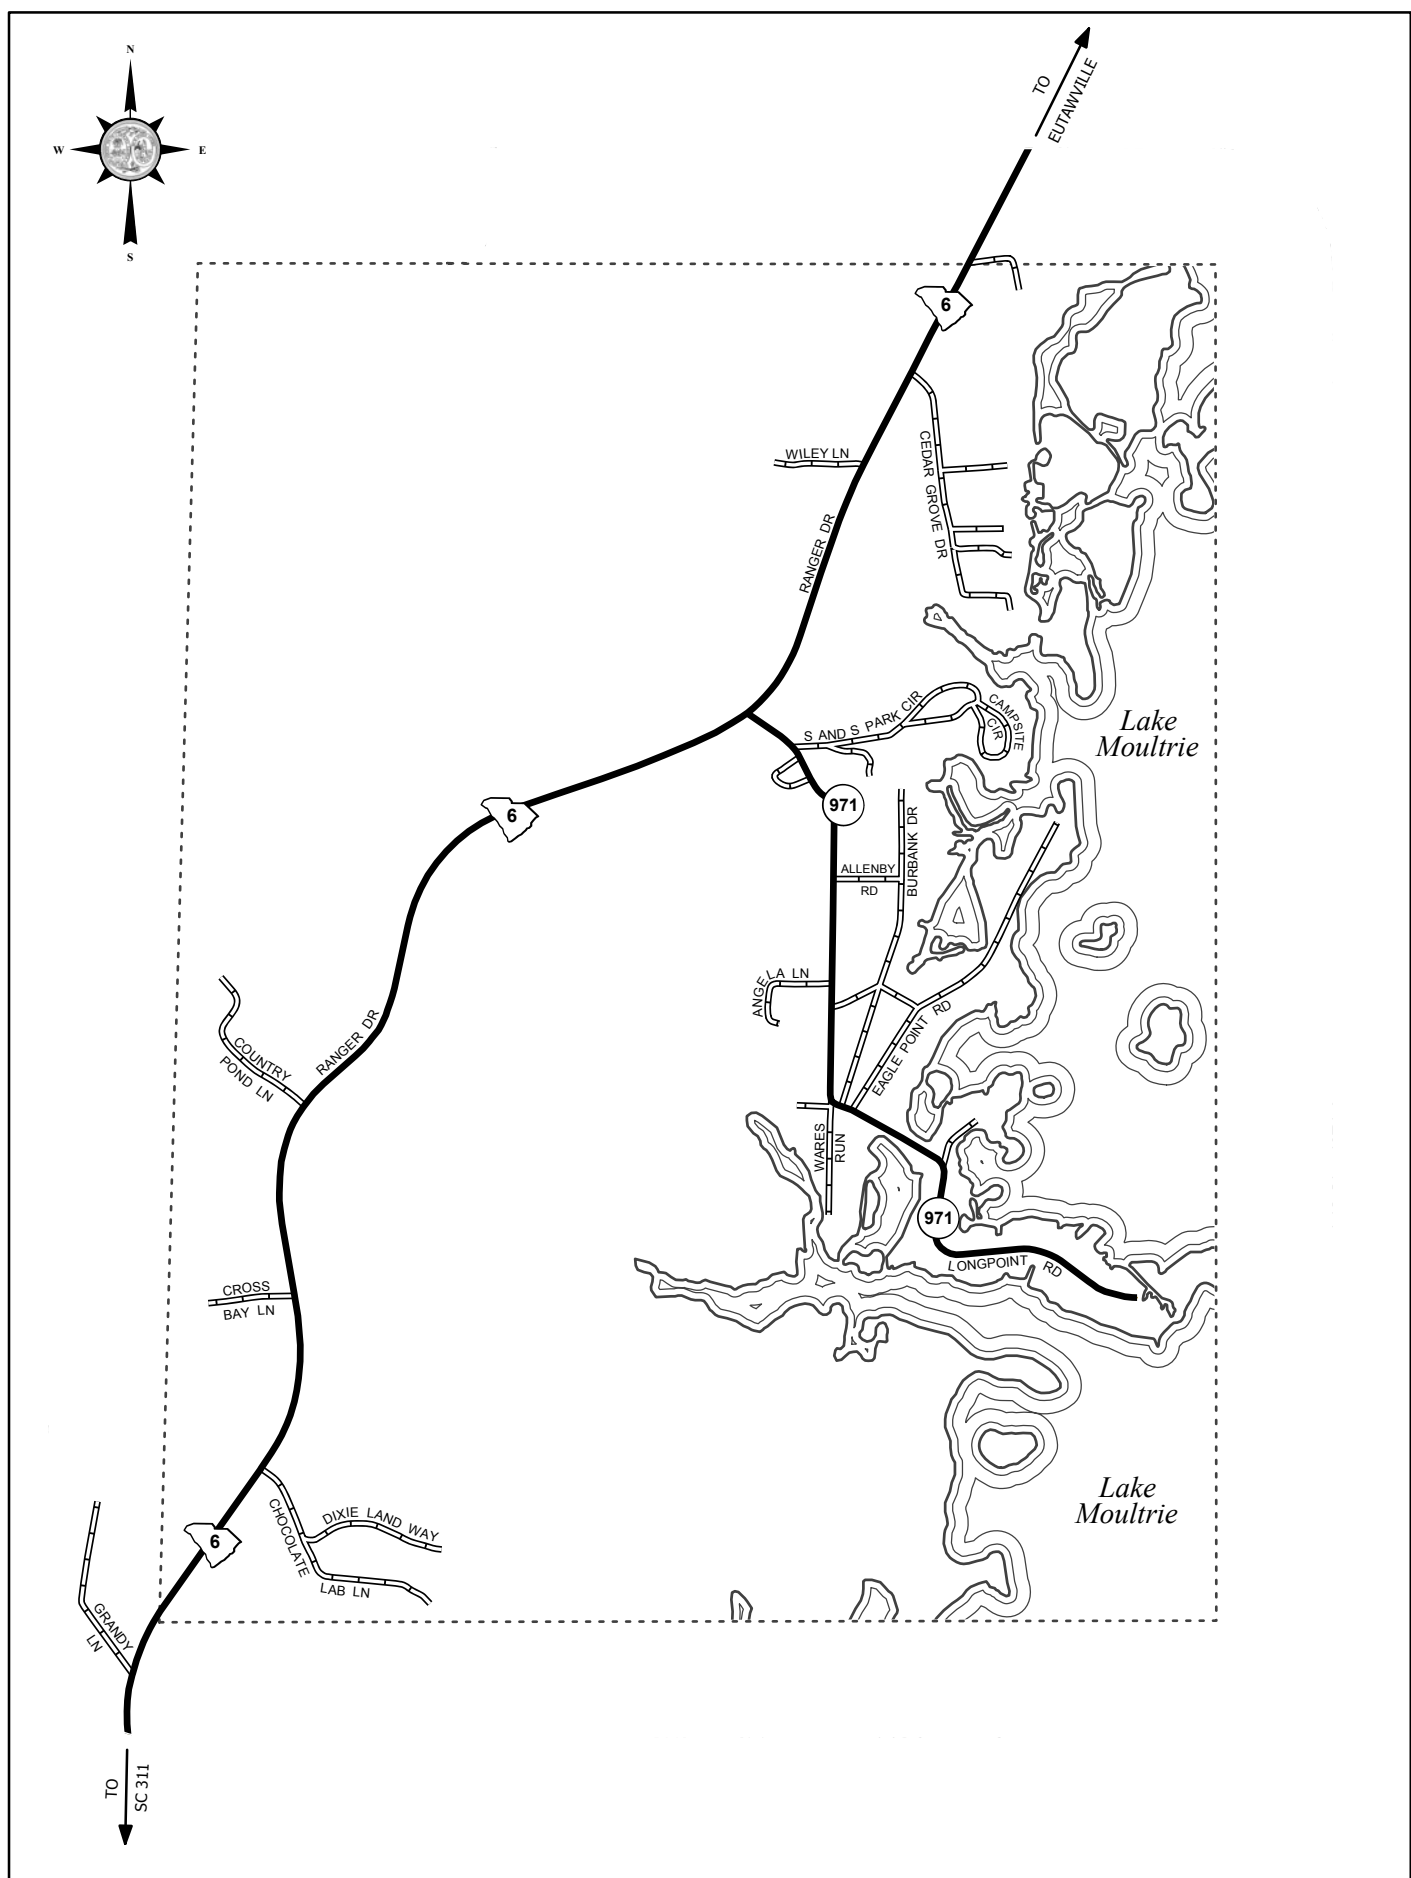 N
W
E
S
TO
EUTAWVILLE
6
WILEY LN
CEDAR GROVE DR
RANGER DR
S AND S PARK CIR
CAMPSITE
CIR
Lake
Moultrie
6
971
ALLENBY
RD
BURBANK DR
ANGELA LN
EAGLE POINT RD
COUNTRY
POND LN
RANGER DR
WARES
RUN
971
LONGPOINT RD
CROSS
BAY LN
Lake
Moultrie
CHOCOLATE
LAB LN
DIXIE LAND WAY
6
GRANDY
LN
TO
SC 311